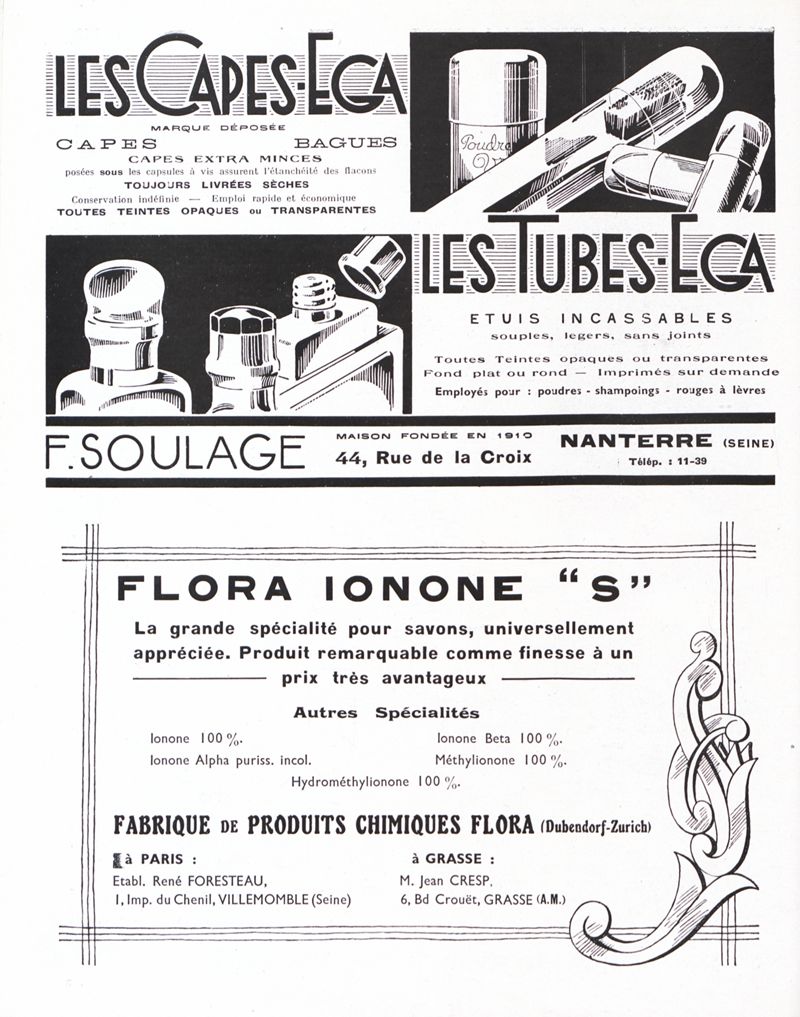 LES CAPES-EGA
MARQUE DÉPOSÉE
CAPES BAGUES
CAPES EXTRA MINCES
posées sous les capsules à vis assurent l'étanchéité des flacons
TOUJOURS LIVRÉES SÈCHES
Conservation indéfinie — Emploi rapide et économique
TOUTES TEINTES OPAQUES ou TRANSPARENTES
Poudre
LES TUBES-EGA
ETUIS INCASSABLES
souples, legers, sans joints
Toutes Teintes opaques ou transparentes
Fond plat ou rond — Imprimés sur demande
Employés pour : poudres - shampoings - rouges à lèvres
F. SOULAGE
MAISON FONDÉE EN 1910
44, Rue de la Croix
NANTERRE (SEINE)
Télép. : 11-39
FLORA IONONE “S”
La grande spécialité pour savons, universellement
appréciée. Produit remarquable comme finesse à un
prix très avantageux
Autres Spécialités
Ionone 100 %. Ionone Beta 100 %.
Ionone Alpha puriss. incol. Méthylionone 100 %.
Hydrométhylionone 100 %.
FABRIQUE DE PRODUITS CHIMIQUES FLORA (Dubendorf-Zurich)
à PARIS :
Etabl. René FORESTEAU,
1, Imp. du Chenil, VILLEMOMBLE (Seine)
à GRASSE :
M. Jean CRESP,
6, Bd Crouët, GRASSE (A.M.)